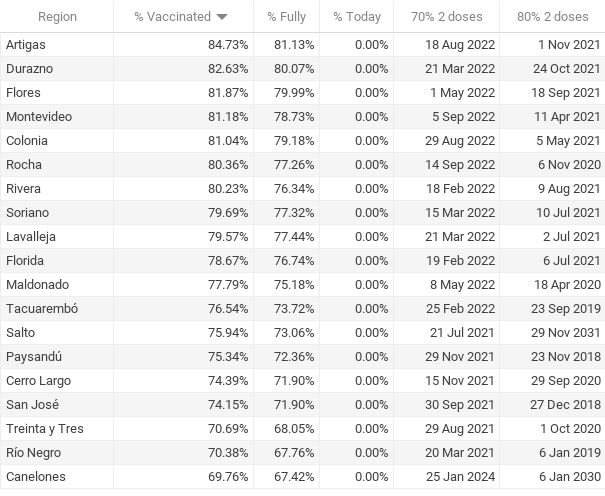 Region % Vaccinated % Fully % Today 70% 2 doses 80% 2 doses
Artigas 84.73% 81.13% 0.00% 18 Aug 2022 1 Nov 2021
Durazno 82.63% 80.07% 0.00% 21 Mar 2022 24 Oct 2021
Flores 81.87% 79.99% 0.00% 1 May 2022 18 Sep 2021
Montevideo 81.18% 78.73% 0.00% 5 Sep 2022 11 Apr 2021
Colonia 81.04% 79.18% 0.00% 29 Aug 2022 5 May 2021
Rocha 80.36% 77.26% 0.00% 14 Sep 2022 6 Nov 2020
Rivera 80.23% 76.34% 0.00% 18 Feb 2022 9 Aug 2021
Soriano 79.69% 77.32% 0.00% 15 Mar 2022 10 Jul 2021
Lavalleja 79.57% 77.44% 0.00% 21 Mar 2022 2 Jul 2021
Florida 78.67% 76.74% 0.00% 19 Feb 2022 6 Jul 2021
Maldonado 77.79% 75.18% 0.00% 8 May 2022 18 Apr 2020
Tacuarembó 76.54% 73.72% 0.00% 25 Feb 2022 23 Sep 2019
Salto 75.94% 73.06% 0.00% 21 Jul 2021 29 Nov 2031
Paysandú 75.34% 72.36% 0.00% 29 Nov 2021 23 Nov 2018
Cerro Largo 74.39% 71.90% 0.00% 15 Nov 2021 29 Sep 2020
San José 74.15% 71.90% 0.00% 30 Sep 2021 27 Dec 2018
Treinta y Tres 70.69% 68.05% 0.00% 29 Aug 2021 1 Oct 2020
Río Negro 70.38% 67.76% 0.00% 20 Mar 2021 6 Jan 2019
Canelones 69.76% 67.42% 0.00% 25 Jan 2024 6 Jan 2030